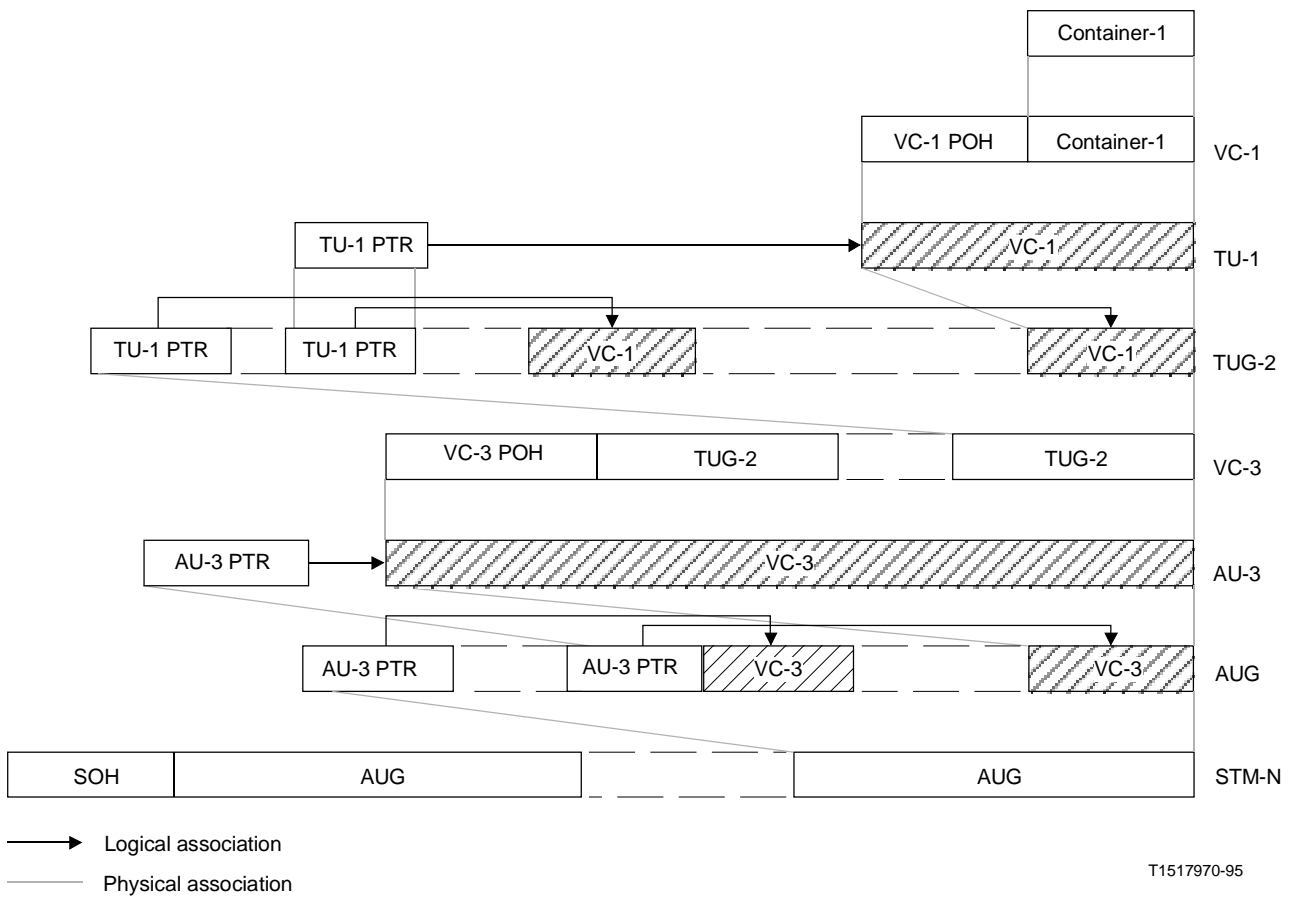 Container-1
VC-1 POH Container-1 VC-1
TU-1 PTR VC-1 TU-1
TU-1 PTR TU-1 PTR VC-1 VC-1 TUG-2
VC-3 POH TUG-2 TUG-2 VC-3
AU-3 PTR VC-3 AU-3
AU-3 PTR AU-3 PTR VC-3 VC-3 AUG
SOH AUG AUG STM-N
Logical association
Physical association
T1517970-95